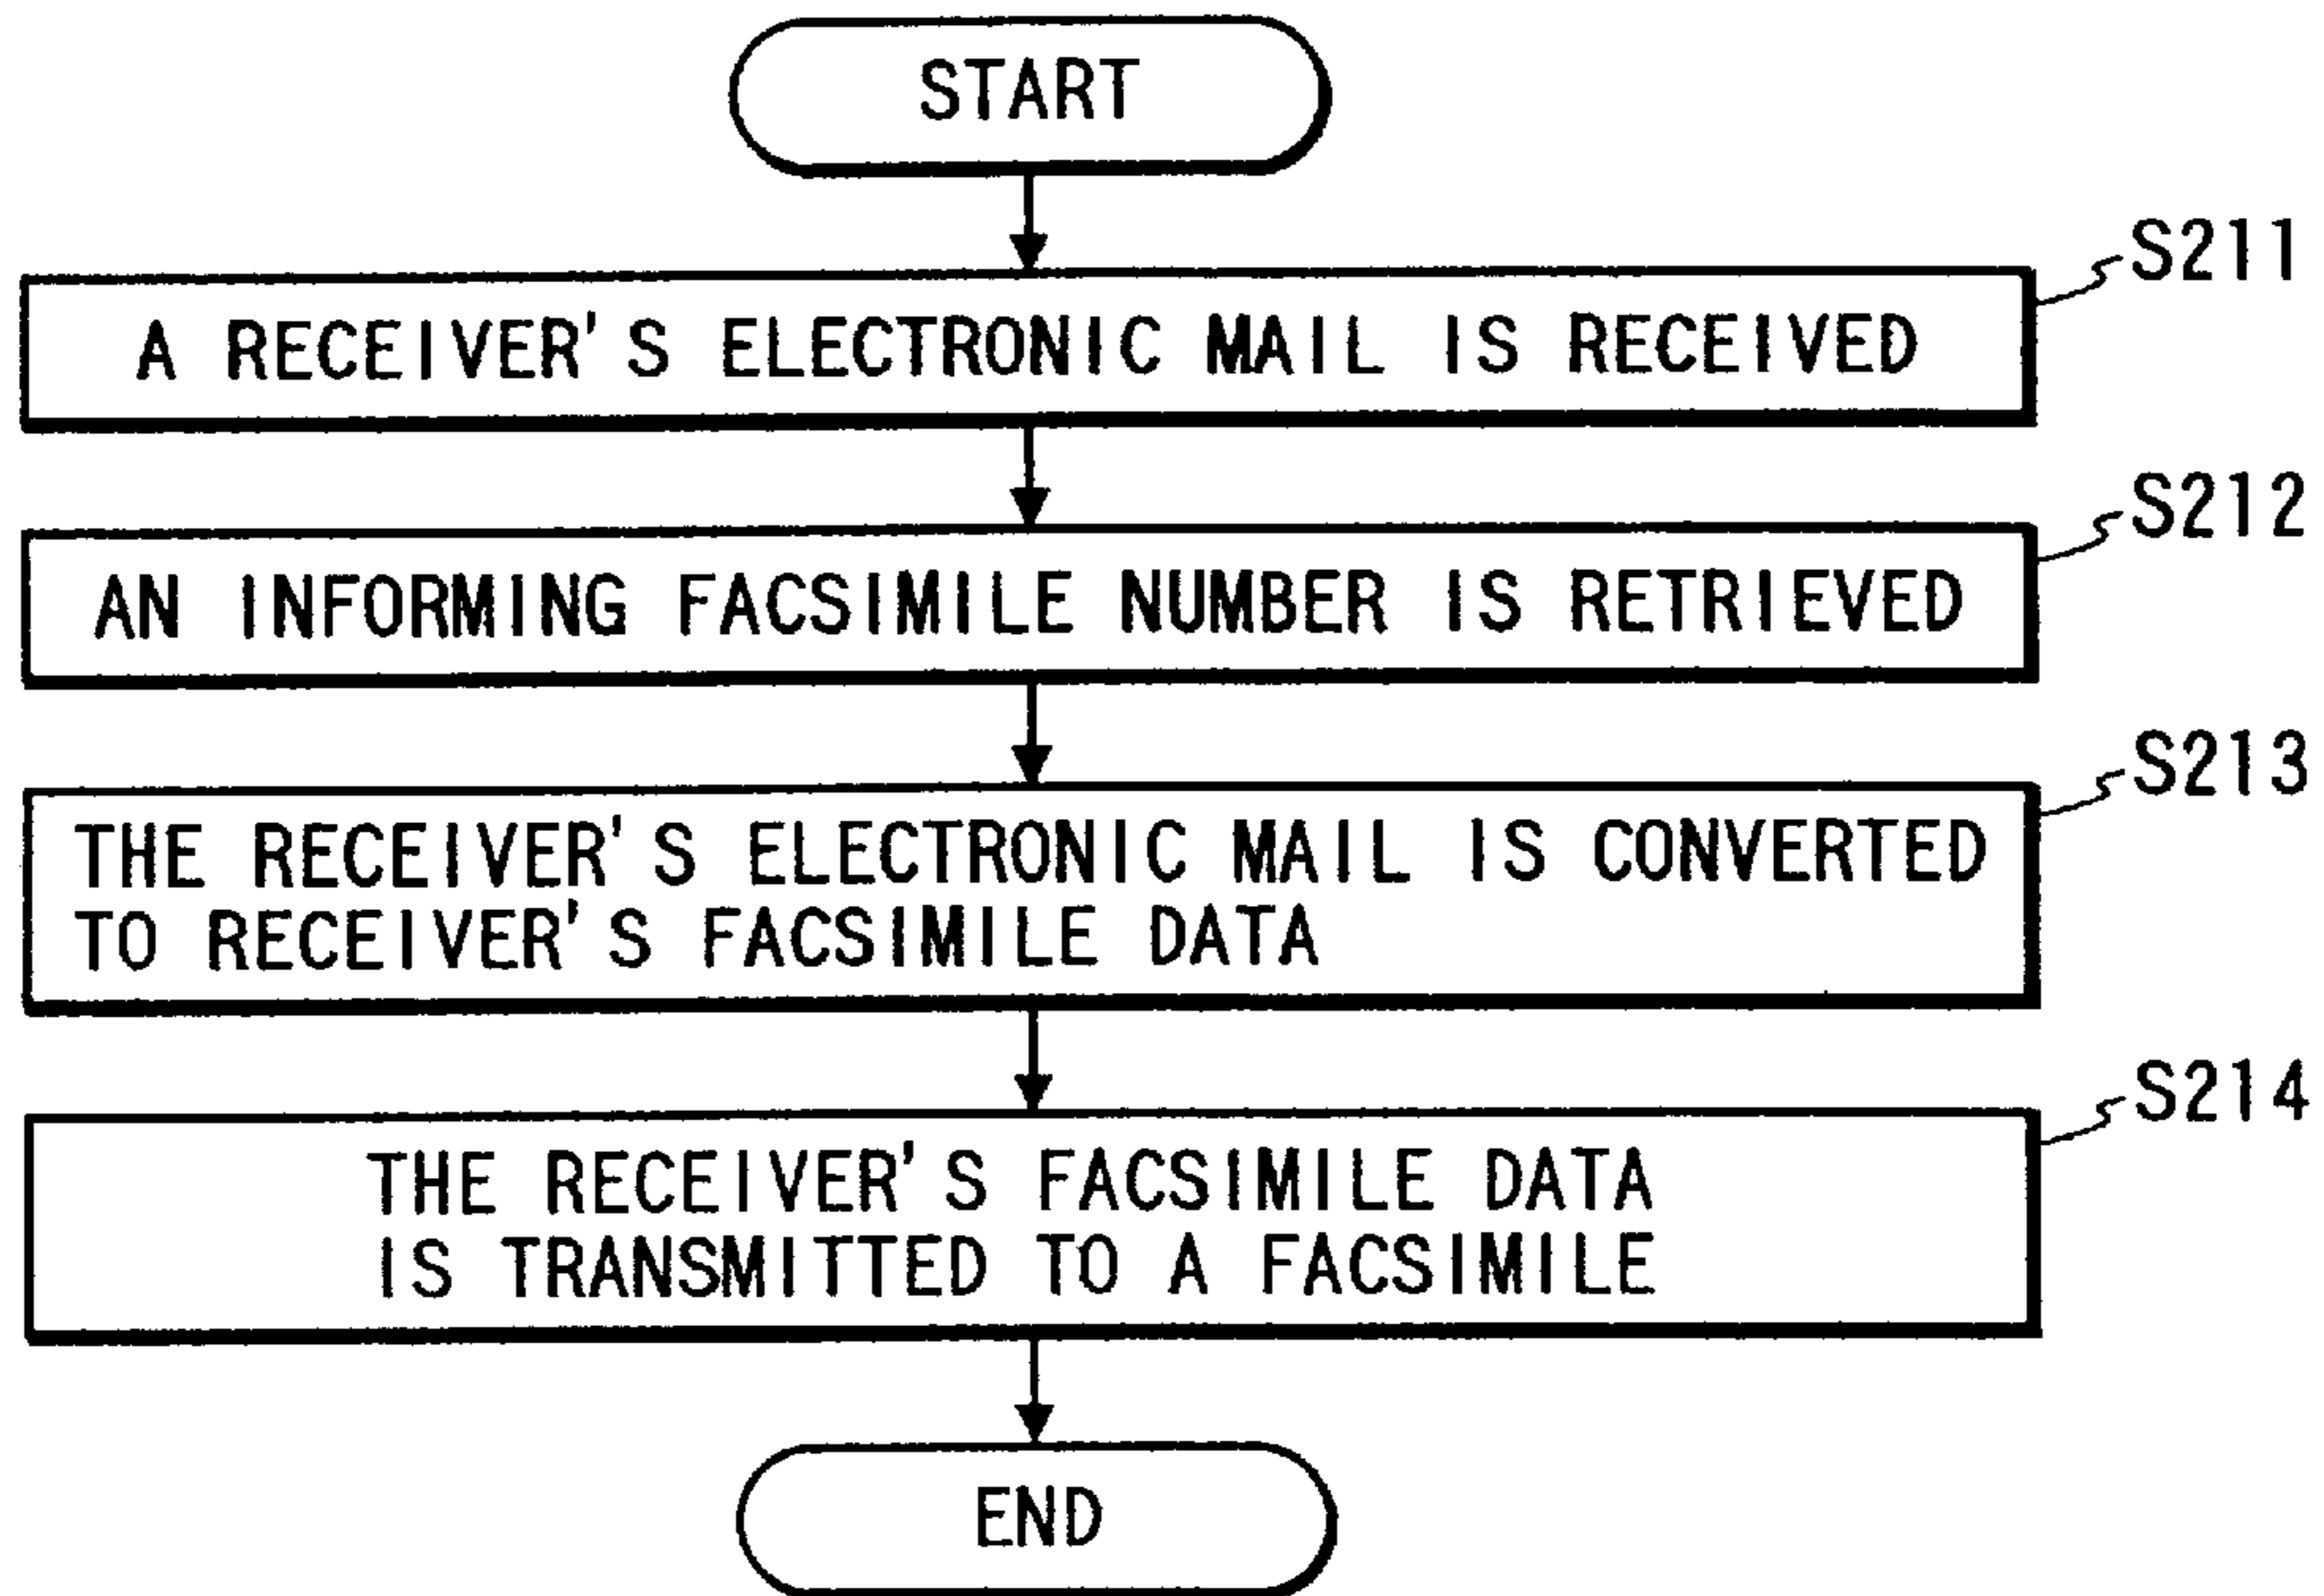 START
S211
A RECEIVER'S ELECTRONIC MAIL IS RECEIVED
S212
AN INFORMING FACSIMILE NUMBER IS RETRIEVED
S213
THE RECEIVER'S ELECTRONIC MAIL IS CONVERTED
TO RECEIVER'S FACSIMILE DATA
S214
THE RECEIVER'S FACSIMILE DATA
IS TRANSMITTED TO A FACSIMILE
END